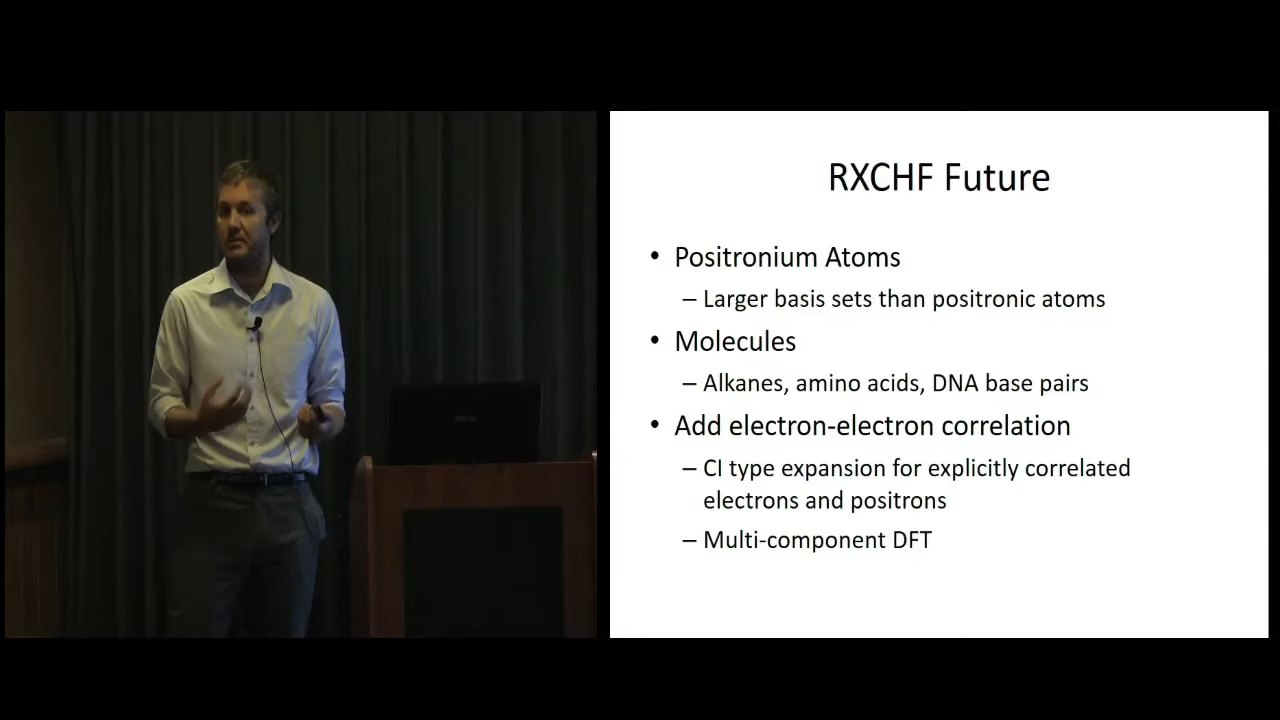 RXCHF Future
• Positronium Atoms
– Larger basis sets than positronic atoms
• Molecules
– Alkanes, amino acids, DNA base pairs
• Add electron-electron correlation
– CI type expansion for explicitly correlated
electrons and positrons
– Multi-component DFT